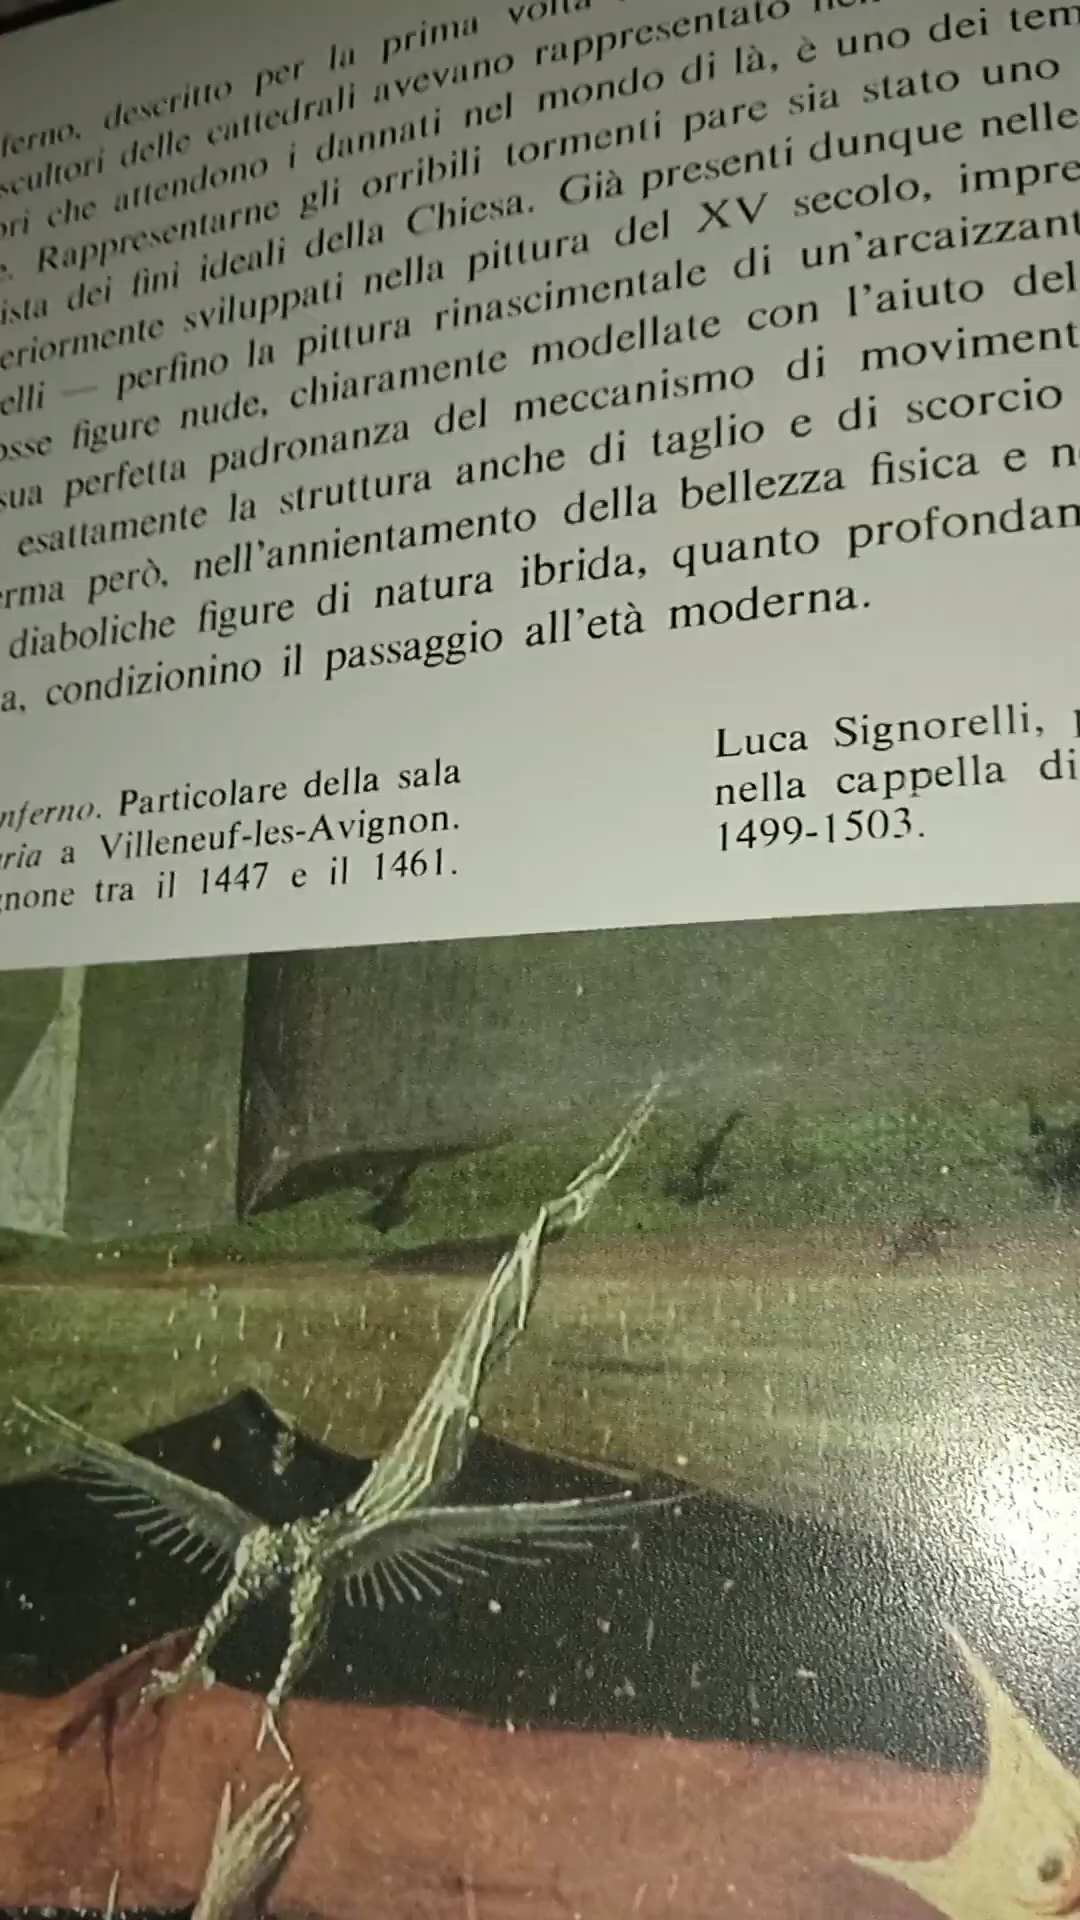 descritto per la prima volta
scultori delle cattedrali avevano rappresentato
che attendono i dannati nel mondo di là, è uno dei tem
Rappresentarne gli orribili tormenti pare sia stato uno
ista dei fini ideali della Chiesa. Già presenti dunque nelle
eriormente sviluppati nella pittura del XV secolo, impre
elli — perfino la pittura rinascimentale di un'arcaizzant
osse figure nude, chiaramente modellate con l'aiuto del
sua perfetta padronanza del meccanismo di moviment
esattamente la struttura anche di taglio e di scorcio
erma però, nell'annientamento della bellezza fisica e n
diaboliche figure di natura ibrida, quanto profondam
a, condizionino il passaggio all'età moderna.
nferno. Particolare della sala
ria a Villeneuf-les-Avignon.
gnone tra il 1447 e il 1461.
Luca Signorelli,
nella cappella di
1499-1503.